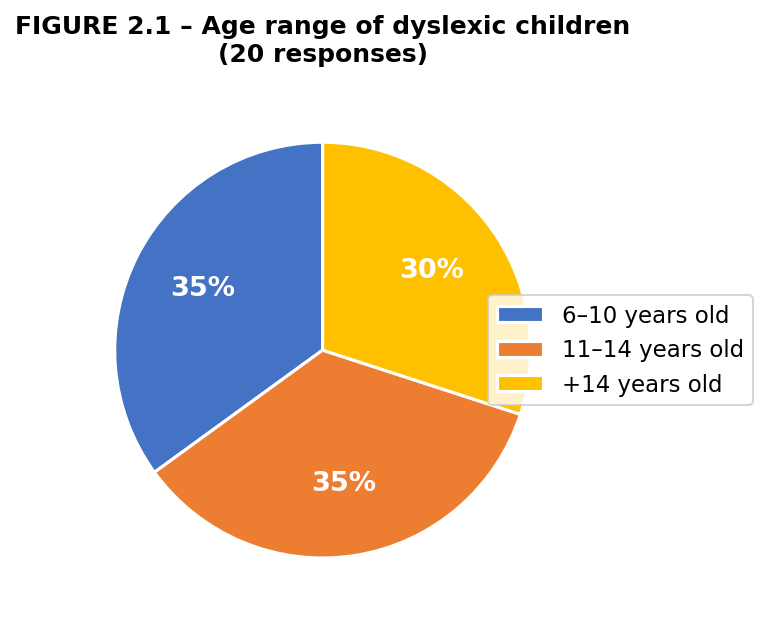 FIGURE 2.1 – Age range of dyslexic children
(20 responses)
35%
30%
35%
6–10 years old
11–14 years old
+14 years old